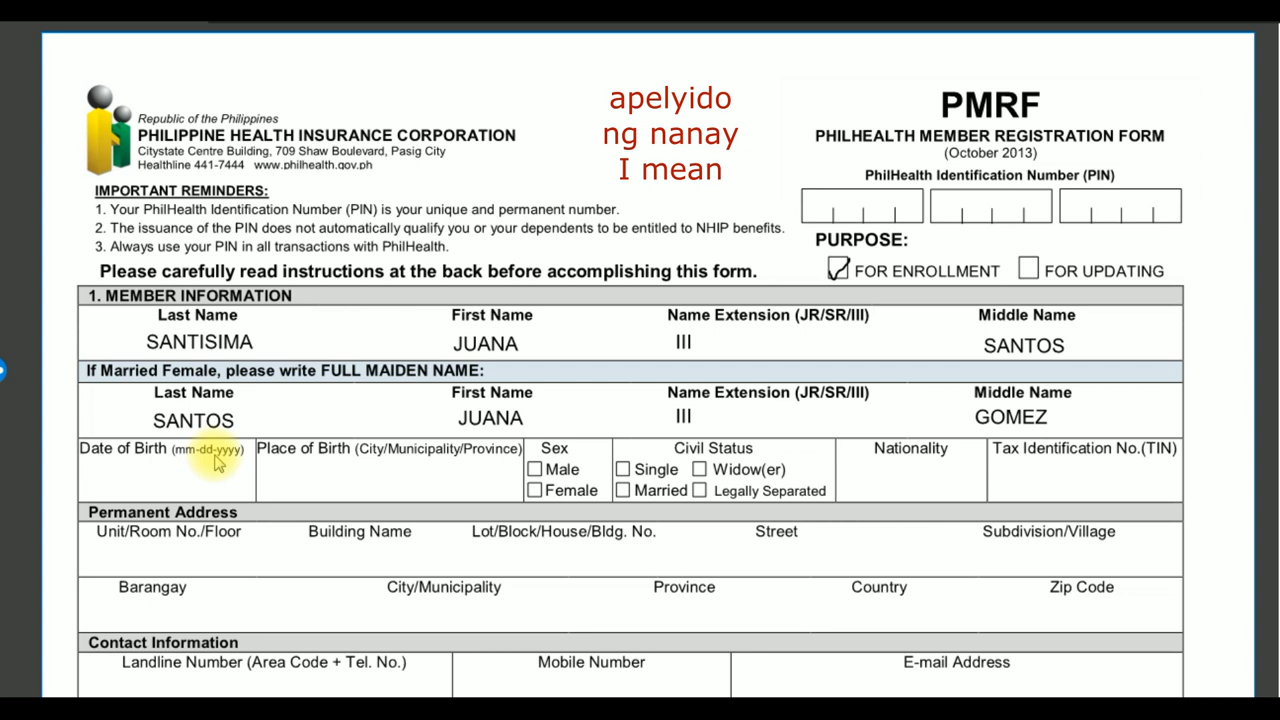 apelyido
ng nanay
I mean
Republic of the Philippines
PHILIPPINE HEALTH INSURANCE CORPORATION
Citystate Centre Building, 709 Shaw Boulevard, Pasig City
Healthline 441-7444 www.philhealth.gov.ph
PMRF
PHILHEALTH MEMBER REGISTRATION FORM
(October 2013)
PhilHealth Identification Number (PIN)
IMPORTANT REMINDERS:
1. Your PhilHealth Identification Number (PIN) is your unique and permanent number.
2. The issuance of the PIN does not automatically qualify you or your dependents to be entitled to NHIP benefits.
3. Always use your PIN in all transactions with PhilHealth.
PURPOSE:
FOR ENROLLMENT FOR UPDATING
Please carefully read instructions at the back before accomplishing this form.
1. MEMBER INFORMATION
Last Name First Name Name Extension (JR/SR/III) Middle Name
SANTISIMA JUANA III SANTOS
If Married Female, please write FULL MAIDEN NAME:
Last Name First Name Name Extension (JR/SR/III) Middle Name
SANTOS JUANA III GOMEZ
Date of Birth (mm-dd-yyyy) Place of Birth (City/Municipality/Province) Sex Civil Status Nationality Tax Identification No.(TIN)
Male Single Widow(er)
Female Married Legally Separated
Permanent Address
Unit/Room No./Floor Building Name Lot/Block/House/Bldg. No. Street Subdivision/Village
Barangay City/Municipality Province Country Zip Code
Contact Information
Landline Number (Area Code + Tel. No.) Mobile Number E-mail Address